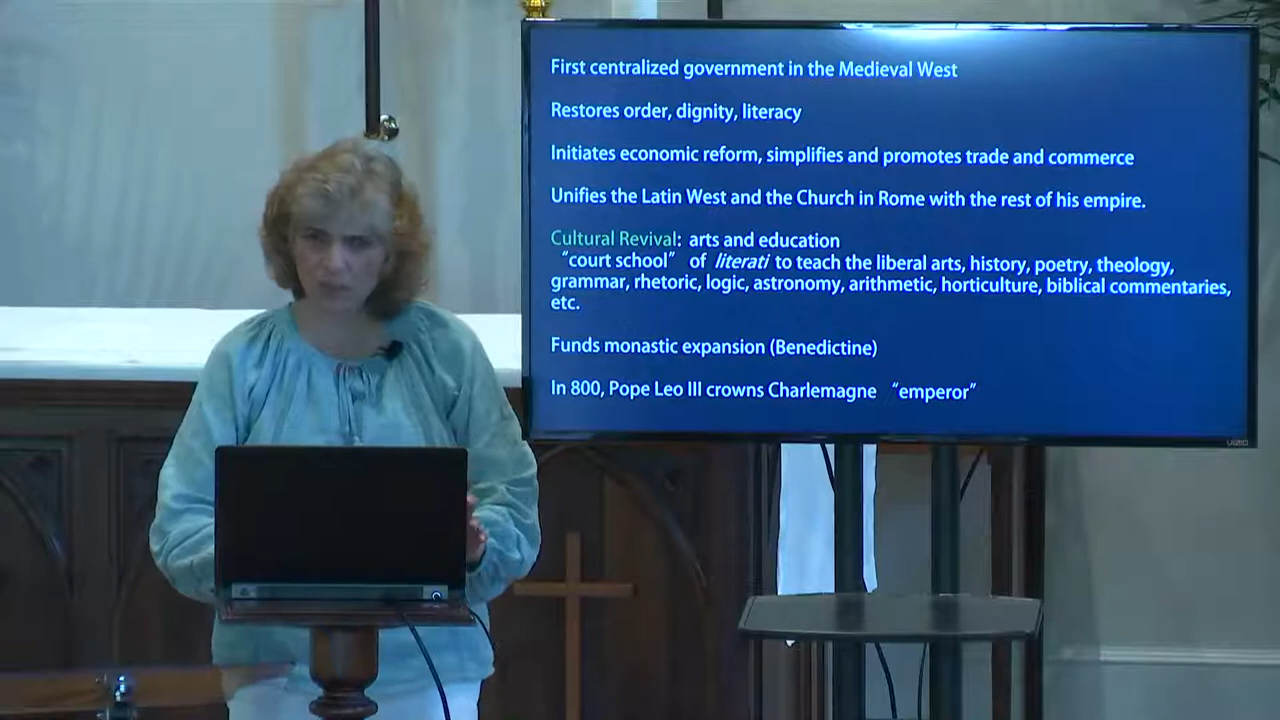 First centralized government in the Medieval West
Restores order, dignity, literacy
Initiates economic reform, simplifies and promotes trade and commerce
Unifies the Latin West and the Church in Rome with the rest of his empire.
Cultural Revival: arts and education
“court school” of literati to teach the liberal arts, history, poetry, theology,
grammar, rhetoric, logic, astronomy, arithmetic, horticulture, biblical commentaries,
etc.
Funds monastic expansion (Benedictine)
In 800, Pope Leo III crowns Charlemagne “emperor”
VIZIO